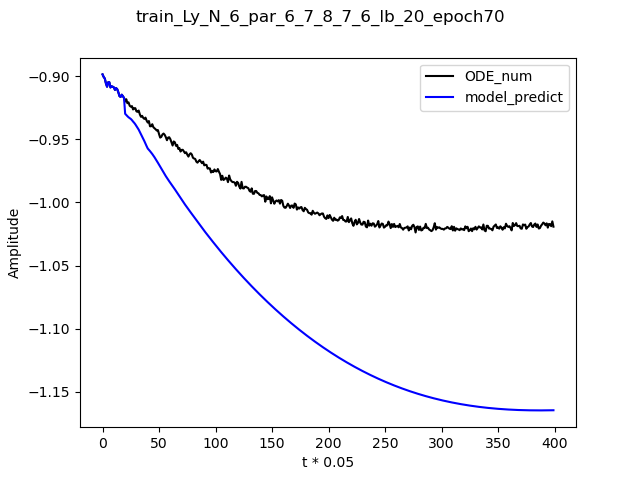 train_Ly_N_6_par_6_7_8_7_6_lb_20_epoch70
ODE_num
model_predict
−0.90
−0.95
−1.00
−1.05
−1.10
−1.15
Amplitude
0 50 100 150 200 250 300 350 400
t * 0.05